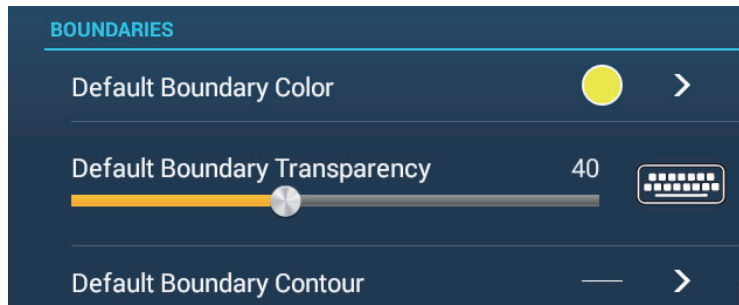 BOUNDARIES
Default Boundary Color
Default Boundary Transparency 40
Default Boundary Contour